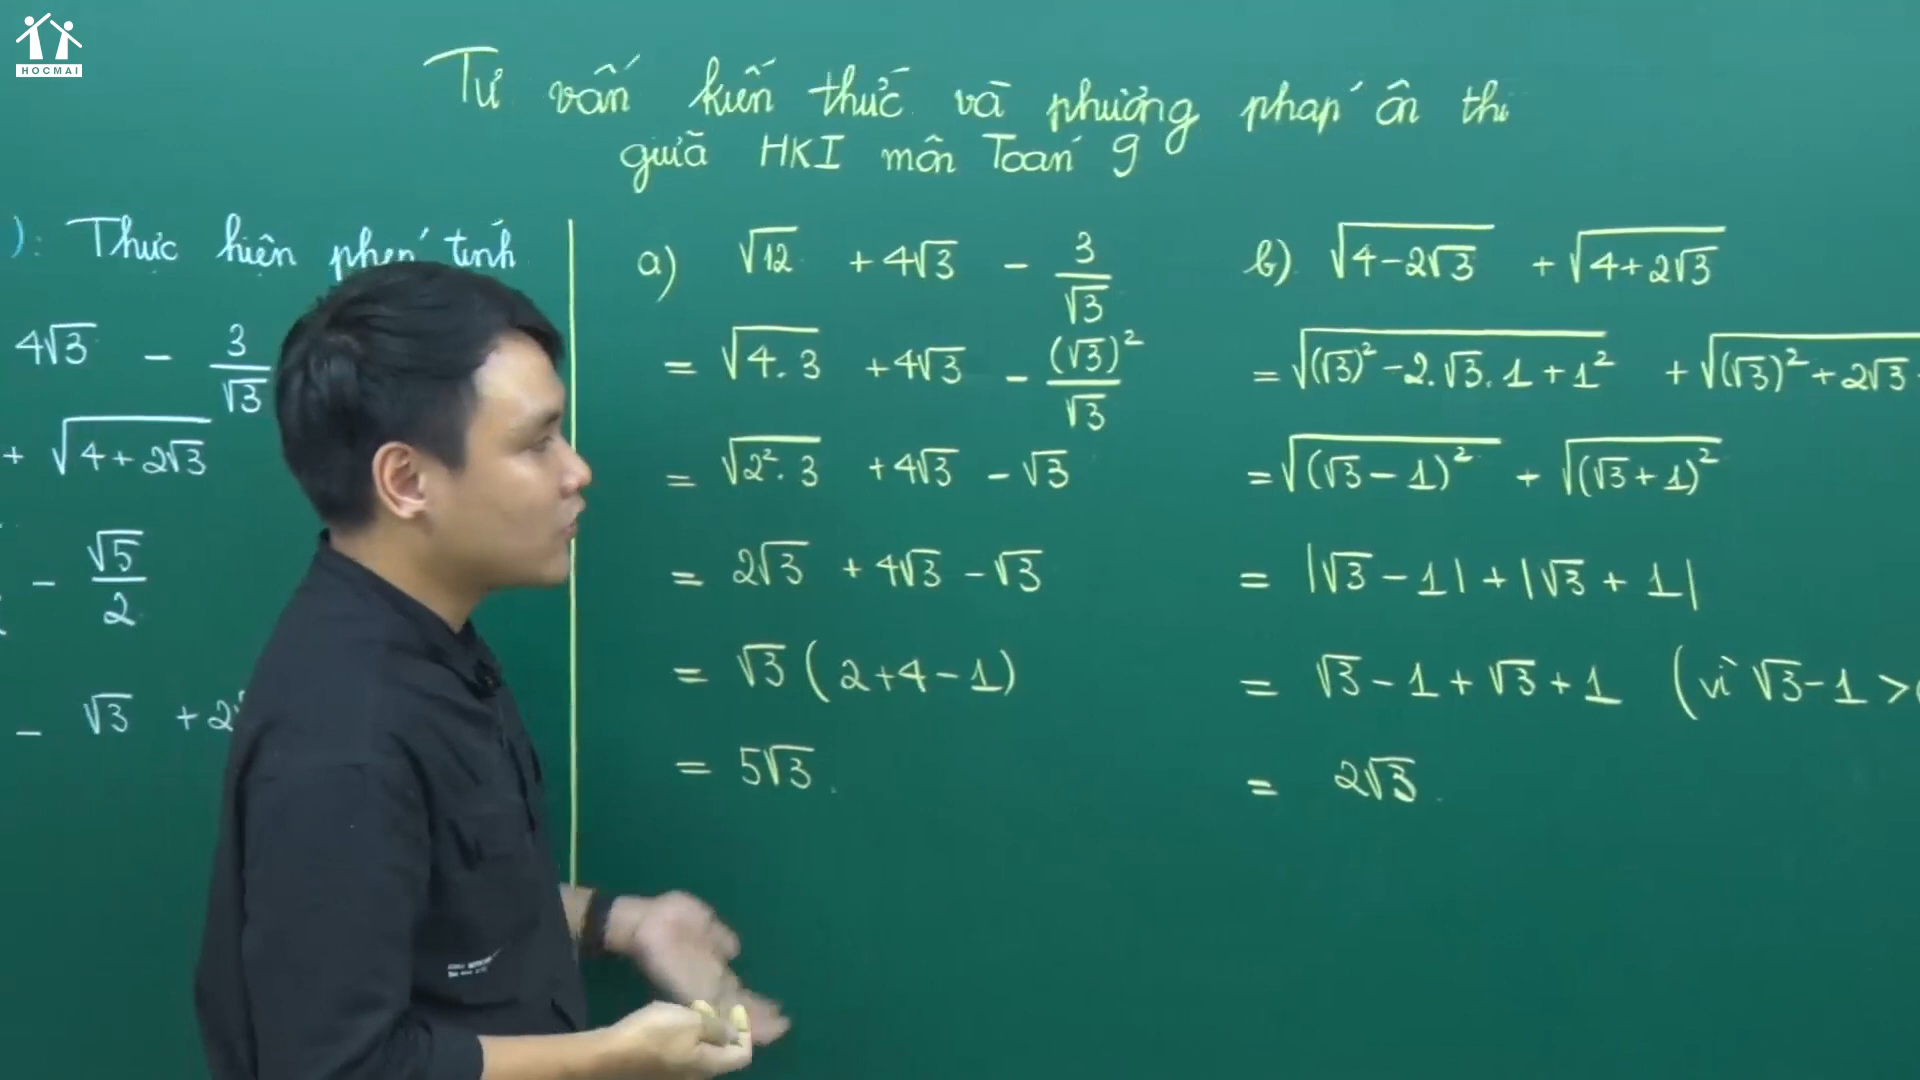 HOCMAI
Tư vấn kiến thức và phương pháp ôn thi
giữa HKI môn Toán 9
): Thực hiện phép tính
4√3 - 3/√3
+ √(4+2√3)
- √5/2
- √3 + 2
a) √12 + 4√3 - 3/√3
= √(4.3) + 4√3 - (√3)²/√3
= √(2².3) + 4√3 - √3
= 2√3 + 4√3 - √3
= √3 (2+4-1)
= 5√3.
b) √(4-2√3) + √(4+2√3)
= √((√3)² - 2.√3.1 + 1²) + √((√3)² + 2√3
= √((√3-1)²) + √((√3+1)²)
= |√3-1| + |√3+1|
= √3-1+√3+1 (vì √3-1 >
= 2√3.